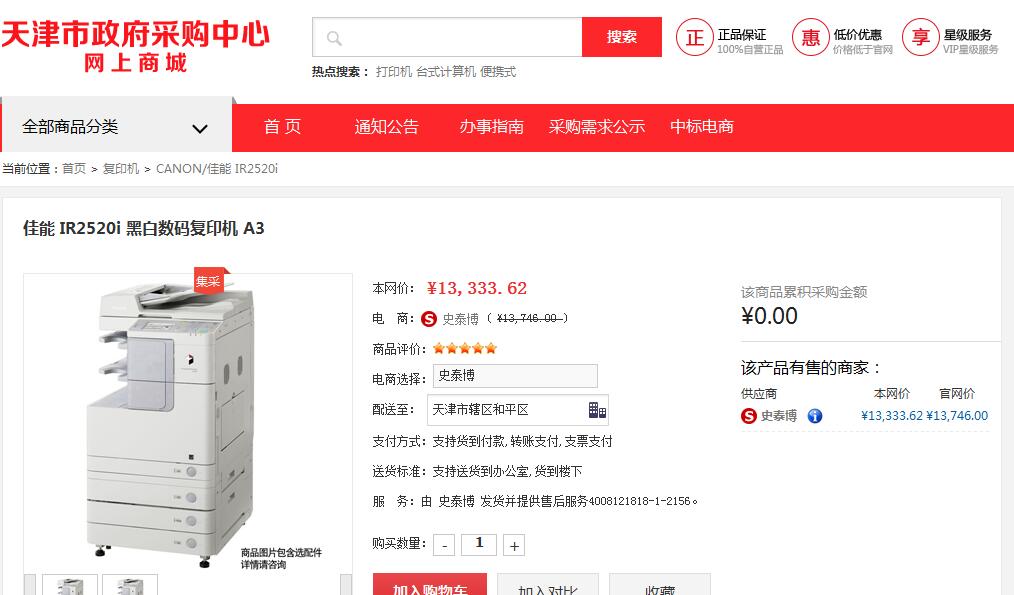 天津市政府采购中心
网上商城
搜索
正 正品保证
100%自营正品
惠 低价优惠
价格低于官网
享 星级服务
VIP星级服务
热点搜索： 打印机 台式计算机 便携式
全部商品分类
首 页 通知公告 办事指南 采购需求公示 中标电商
当前位置：首页 > 复印机 > CANON/佳能 IR2520i
佳能 IR2520i 黑白数码复印机 A3
集采
商品图片包含选配件
详情请咨询
本网价： ¥13,333.62
电 商： S 史泰博 （ ¥13,746.00 ）
商品评价：
电商选择： 史泰博
配送至： 天津市辖区和平区
支付方式： 支持货到付款,转账支付,支票支付
送货标准： 支持送货到办公室,货到楼下
服 务： 由 史泰博 发货并提供售后服务4008121818-1-2156。
购买数量： - 1 +
加入购物车 加入对比 收藏
该商品累积采购金额
¥0.00
该产品有售的商家：
供应商 本网价 官网价
S 史泰博 i ¥13,333.62 ¥13,746.00